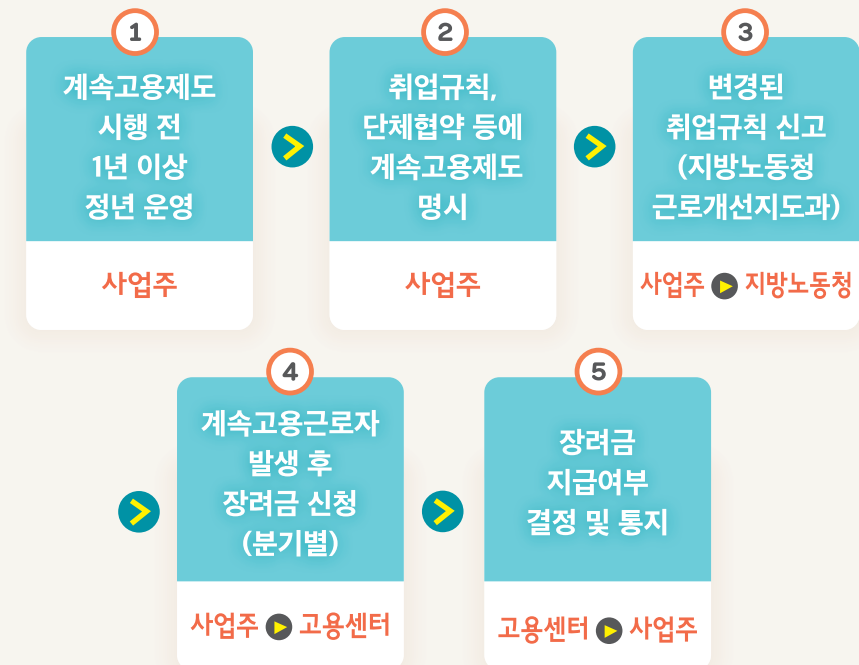 1
계속고용제도
시행 전
1년 이상
정년 운영
사업주
2
취업규칙,
단체협약 등에
계속고용제도
명시
사업주
3
변경된
취업규칙 신고
(지방노동청
근로개선지도과)
사업주 ▶ 지방노동청
4
계속고용근로자
발생 후
장려금 신청
(분기별)
사업주 ▶ 고용센터
5
장려금
지급여부
결정 및 통지
고용센터 ▶ 사업주